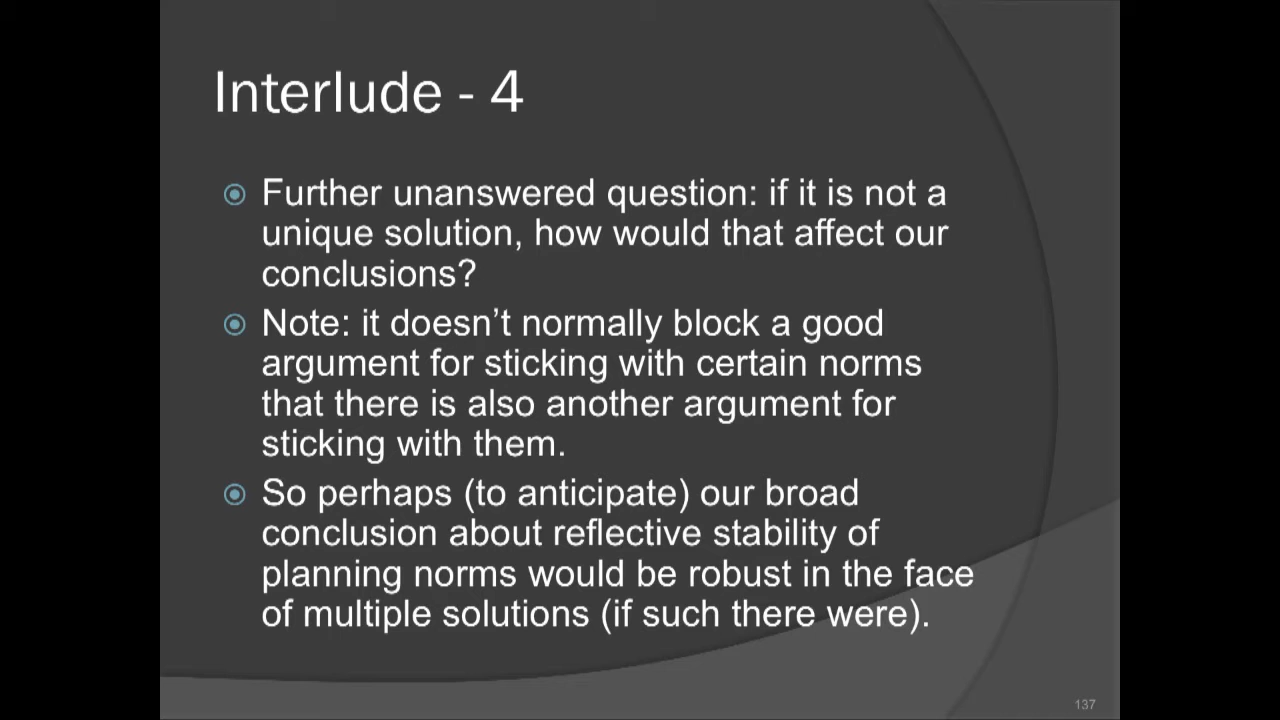 Interlude - 4
Further unanswered question: if it is not a
unique solution, how would that affect our
conclusions?
Note: it doesn’t normally block a good
argument for sticking with certain norms
that there is also another argument for
sticking with them.
So perhaps (to anticipate) our broad
conclusion about reflective stability of
planning norms would be robust in the face
of multiple solutions (if such there were).
137